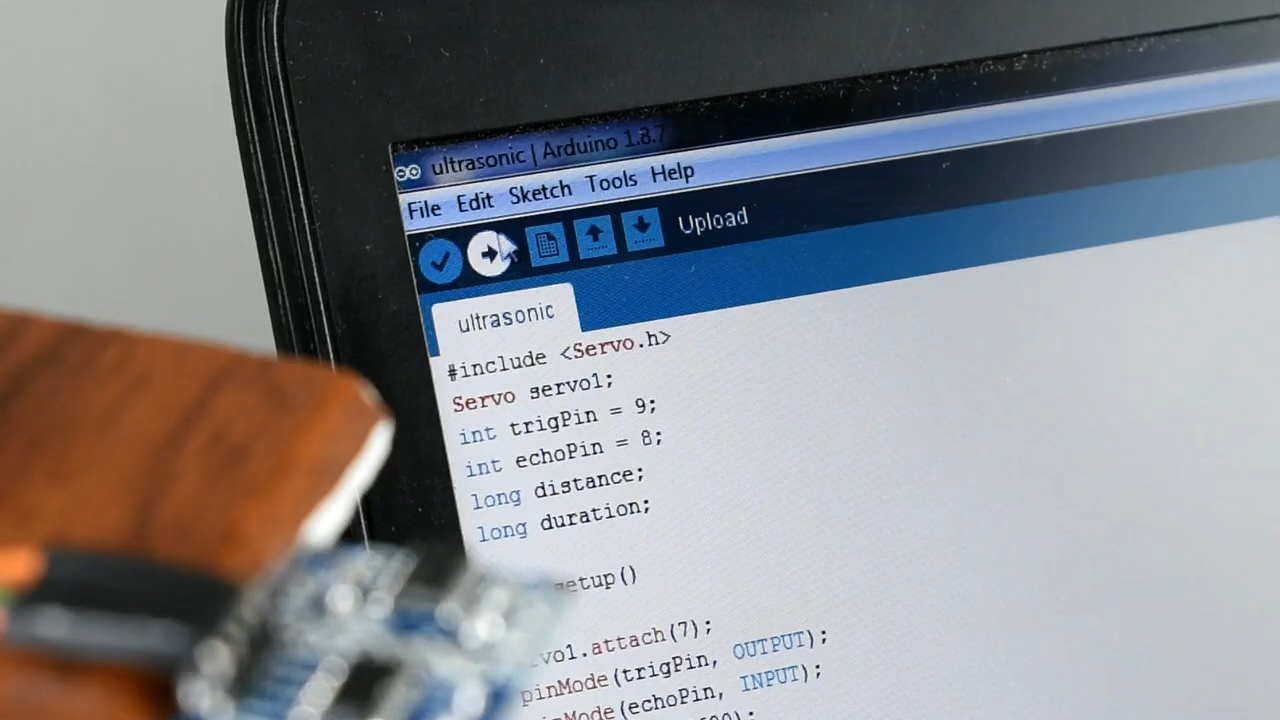 ultrasonic | Arduino 1.8.7
File Edit Sketch Tools Help
Upload
ultrasonic
#include <Servo.h>
Servo servo1;
int trigPin = 9;
int echoPin = 8;
long distance;
long duration;
setup()
vo1.attach(7);
pinMode(trigPin, OUTPUT);
Mode(echoPin, INPUT);